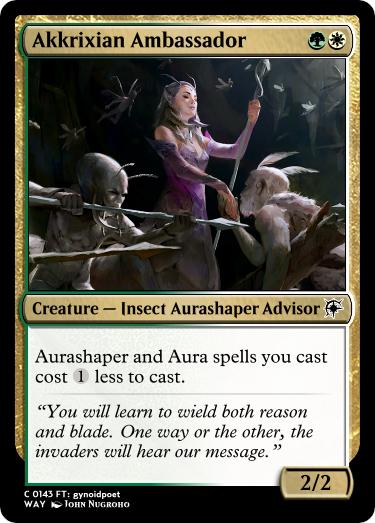 Akkrixian Ambassador
Creature — Insect Aurashaper Advisor
Aurashaper and Aura spells you cast
cost 1 less to cast.
“You will learn to wield both reason
and blade. One way or the other, the
invaders will hear our message.”
2/2
C 0143 FT: gynoidpoet
WAY John Nugroho